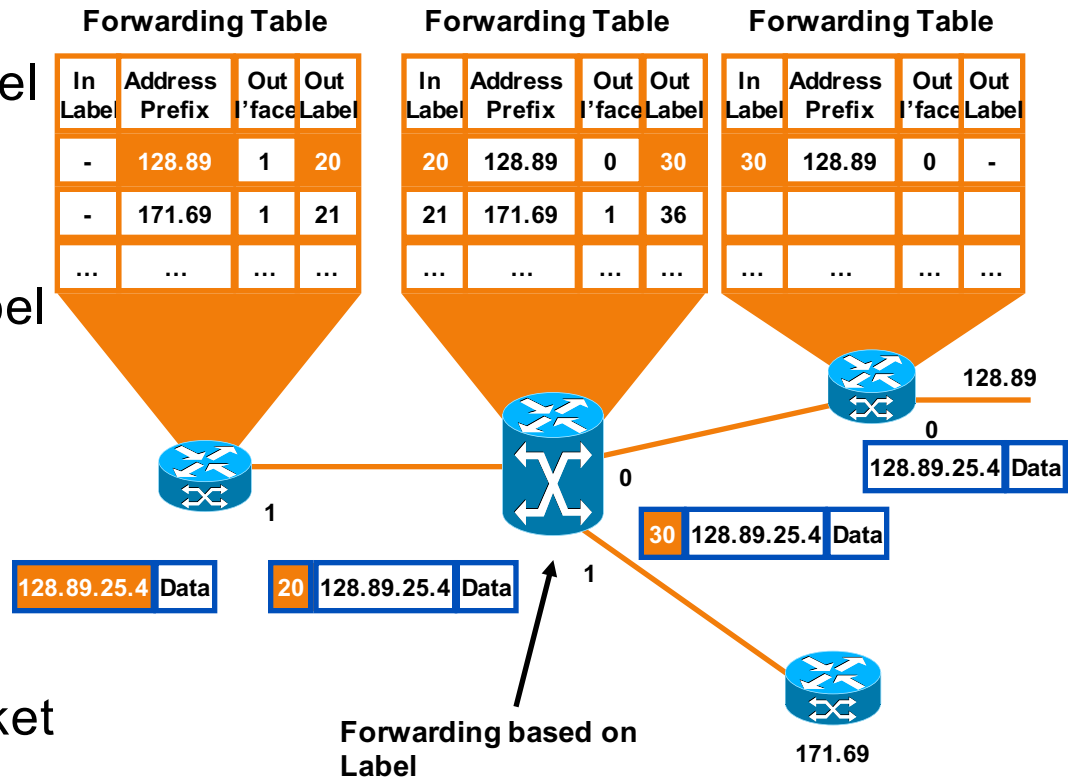 Forwarding Table Forwarding Table Forwarding Table
el
In Label Address Prefix Out I'face Out Label
- 128.89 1 20
- 171.69 1 21
... ... ... ...
In Label Address Prefix Out I'face Out Label
20 128.89 0 30
21 171.69 1 36
... ... ... ...
In Label Address Prefix Out I'face Out Label
30 128.89 0 -
... ... ... ...
bel
128.89
0
128.89.25.4 Data
0
1
30 128.89.25.4 Data
1
128.89.25.4 Data
20 128.89.25.4 Data
ket
Forwarding based on
Label
171.69